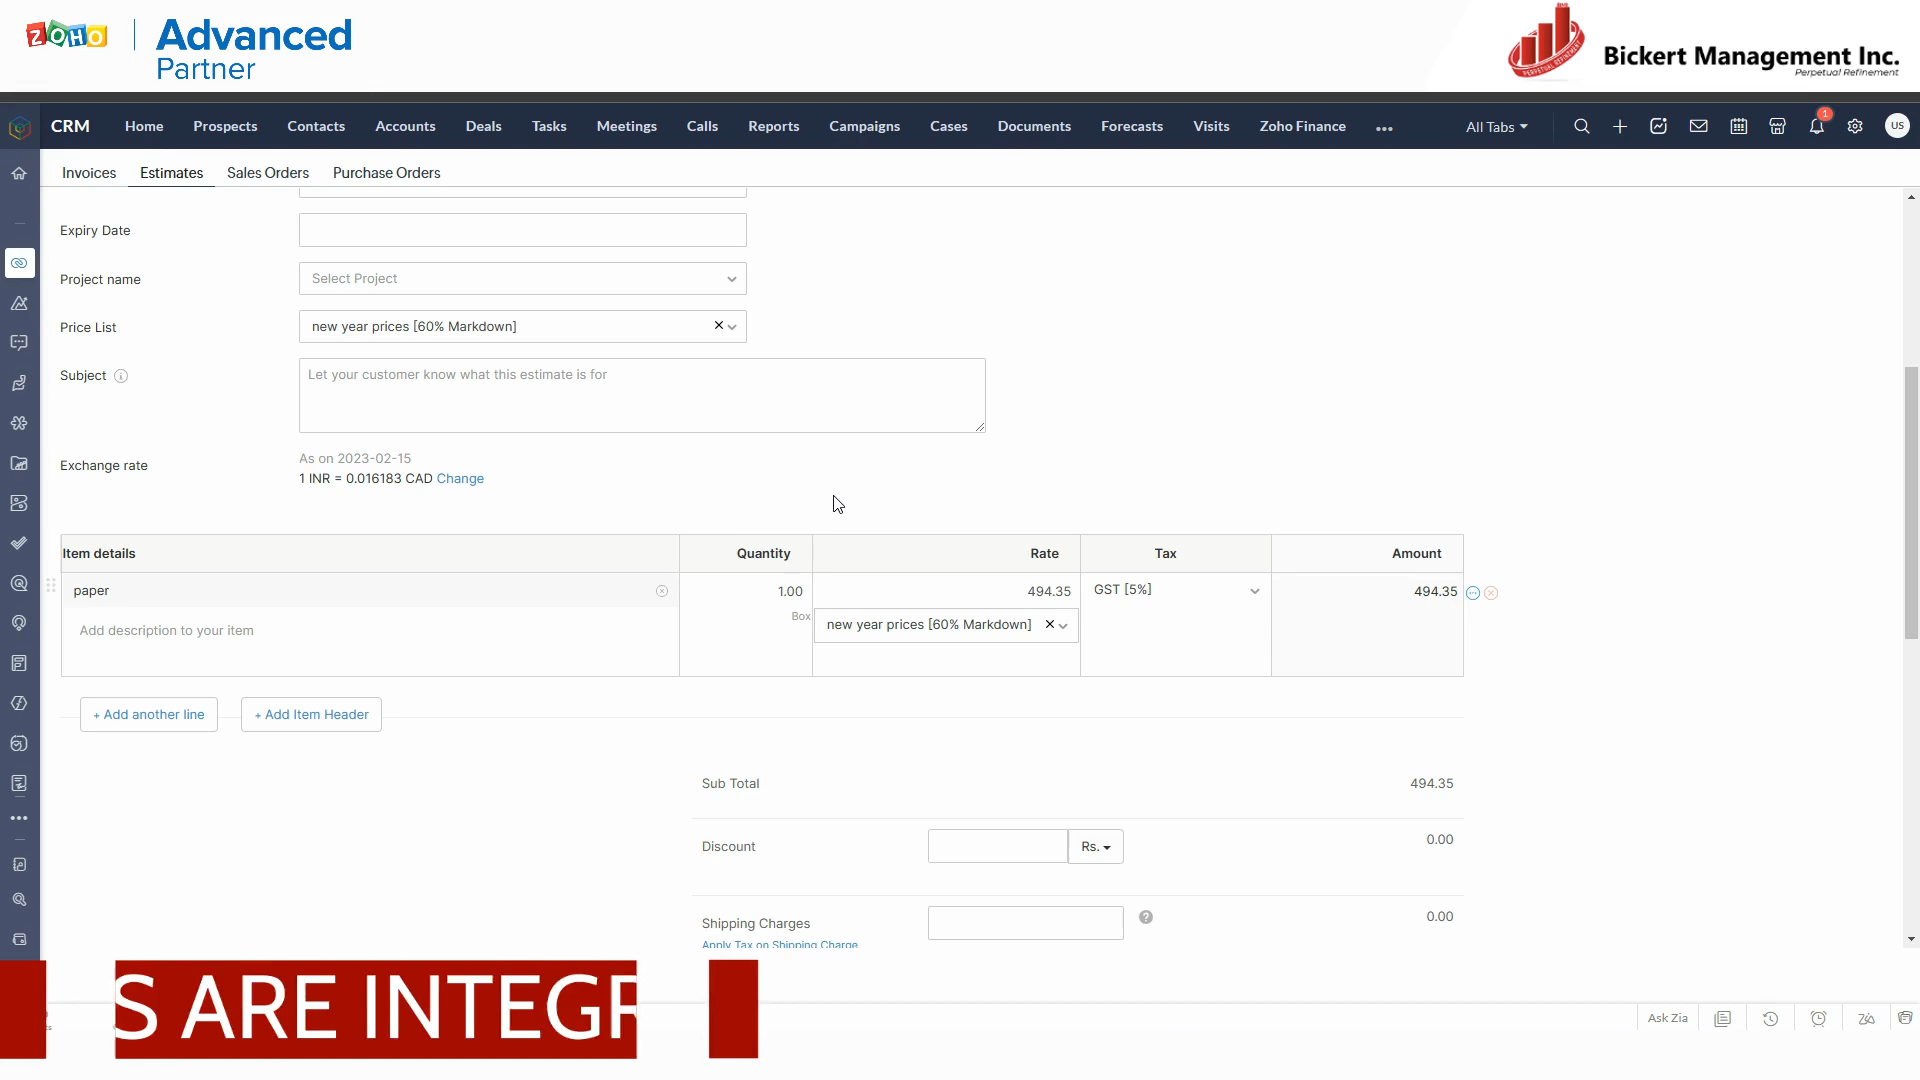 ZOHO Advanced
Partner
Bickert Management Inc.
Perpetual Refinement
PERPETUAL REFINEMENT
CRM Home Prospects Contacts Accounts Deals Tasks Meetings Calls Reports Campaigns Cases Documents Forecasts Visits Zoho Finance ••• All Tabs 1 US
Invoices Estimates Sales Orders Purchase Orders
Expiry Date
Project name Select Project
Price List new year prices [60% Markdown]
Subject Let your customer know what this estimate is for
As on 2023-02-15
Exchange rate
1 INR = 0.016183 CAD Change
Item details Quantity Rate Tax Amount
paper 1.00 494.35 GST [5%] 494.35
Box
new year prices [60% Markdown]
Add description to your item
+ Add another line + Add Item Header
Sub Total 494.35
Discount Rs. 0.00
Shipping Charges 0.00
Apply Tax on Shipping Charge
S ARE INTEGR
Ask Zia